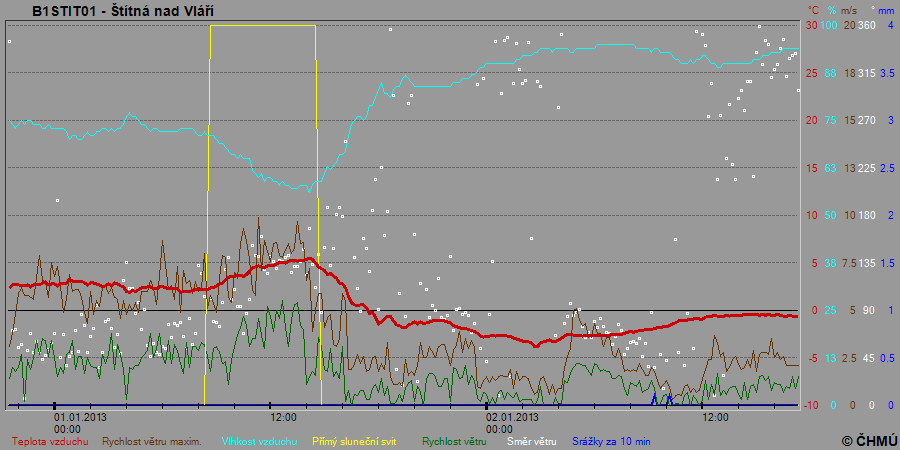 B1STIT01 - Štítná nad Vláří
°C % m/s ° mm
30 100 20 360 4
25 88 18 315 3.5
20 75 15 270 3
15 63 13 225 2.5
10 50 10 180 2
5 38 7.5 135 1.5
0 25 5 90 1
-5 13 2.5 45 0.5
-10 0 0 0 0
01.01.2013 12:00 02.01.2013 12:00
00:00 00:00
Teplota vzduchu Rychlost větru maxim. Vlhkost vzduchu Přímý sluneční svit Rychlost větru Směr větru Srážky za 10 min © ČHMÚ